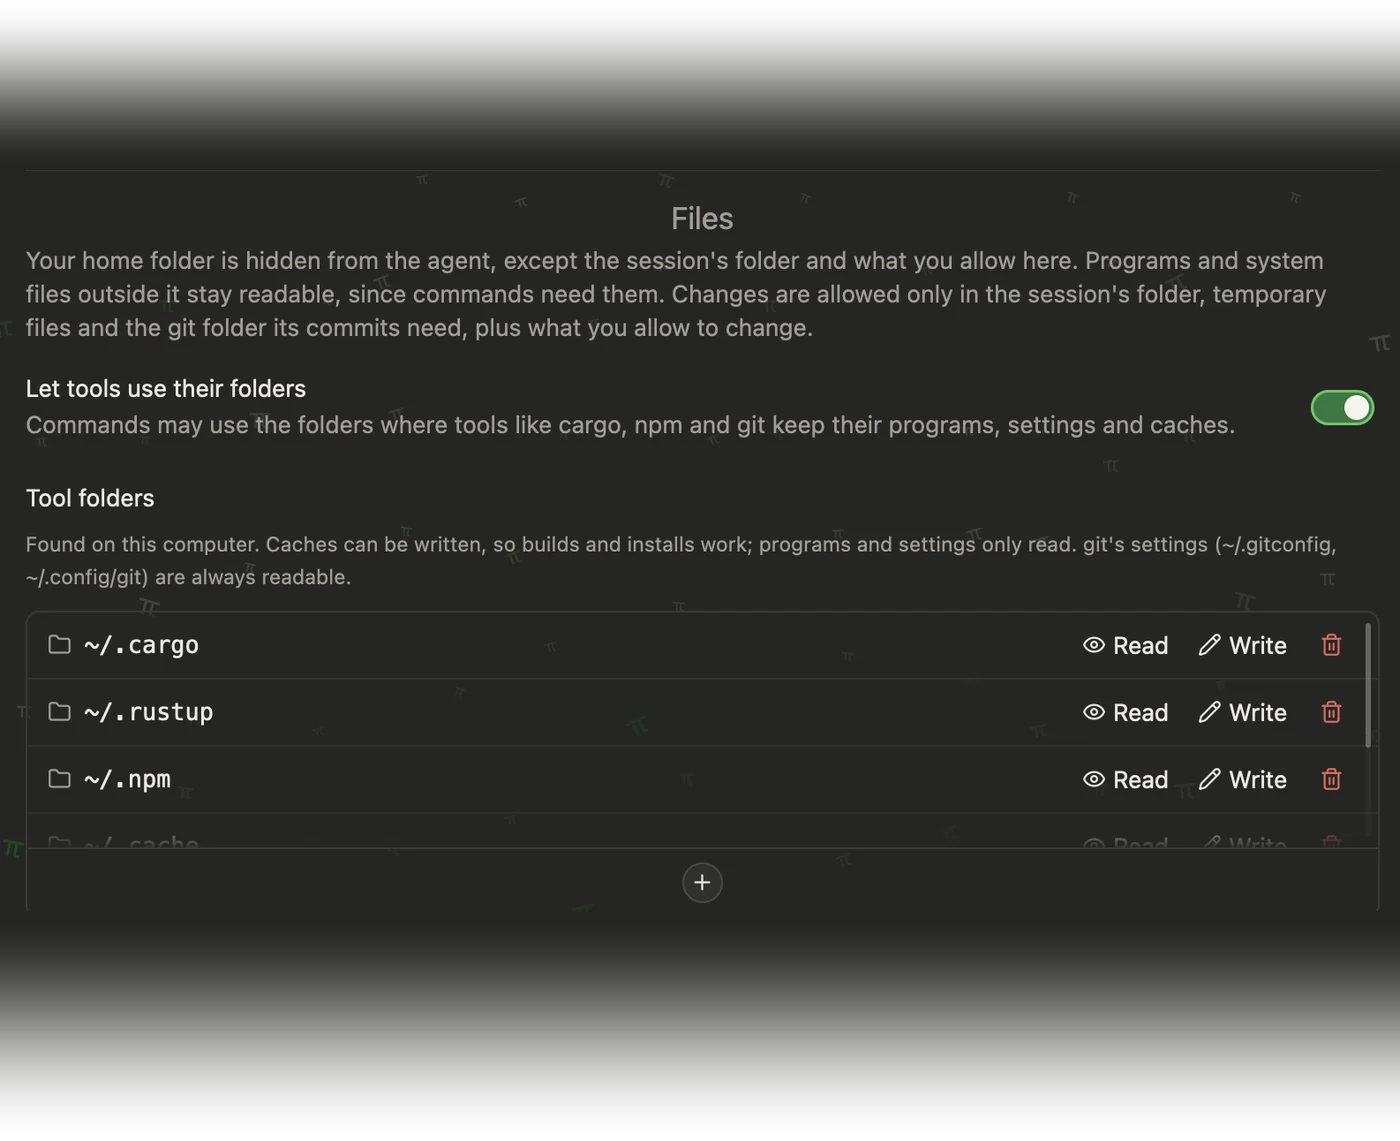 Files
Your home folder is hidden from the agent, except the session's folder and what you allow here. Programs and system
files outside it stay readable, since commands need them. Changes are allowed only in the session's folder, temporary
files and the git folder its commits need, plus what you allow to change.
Let tools use their folders
Commands may use the folders where tools like cargo, npm and git keep their programs, settings and caches.
Tool folders
Found on this computer. Caches can be written, so builds and installs work; programs and settings only read. git's settings (~/.gitconfig,
~/.config/git) are always readable.
~/.cargo Read Write
~/.rustup Read Write
~/.npm Read Write
~/.cache Read Write